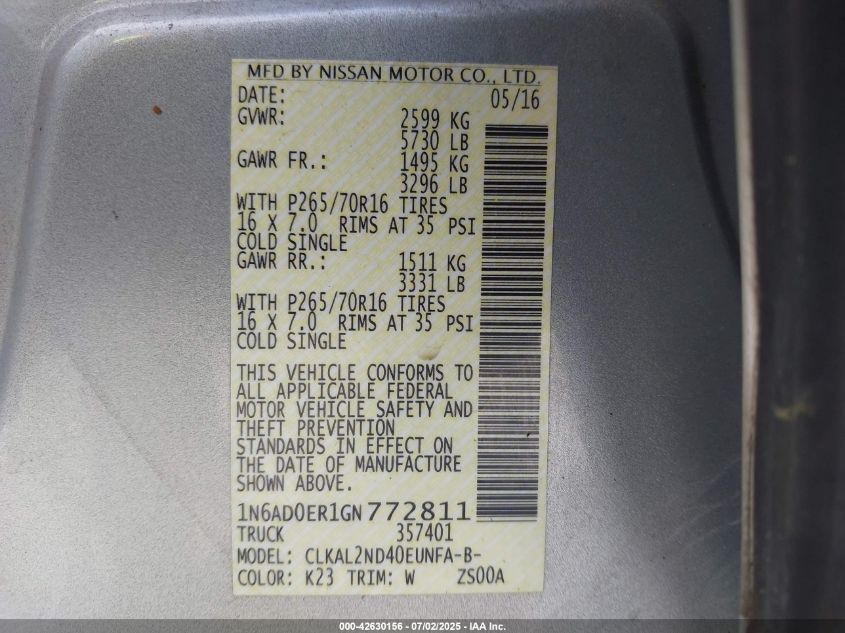 MFD BY NISSAN MOTOR CO., LTD.
DATE: 05/16
GVWR: 2599 KG
5730 LB
GAWR FR.: 1495 KG
3296 LB
WITH P265/70R16 TIRES
16 X 7.0 RIMS AT 35 PSI
COLD SINGLE
GAWR RR.: 1511 KG
3331 LB
WITH P265/70R16 TIRES
16 X 7.0 RIMS AT 35 PSI
COLD SINGLE
THIS VEHICLE CONFORMS TO
ALL APPLICABLE FEDERAL
MOTOR VEHICLE SAFETY AND
THEFT PREVENTION
STANDARDS IN EFFECT ON
THE DATE OF MANUFACTURE
SHOWN ABOVE.
1N6AD0ER1GN772811
TRUCK 357401
MODEL: CLKAL2ND40EUNFA-B-
COLOR: K23 TRIM: W ZS00A
000-42630156 - 07/02/2025 - IAA Inc.